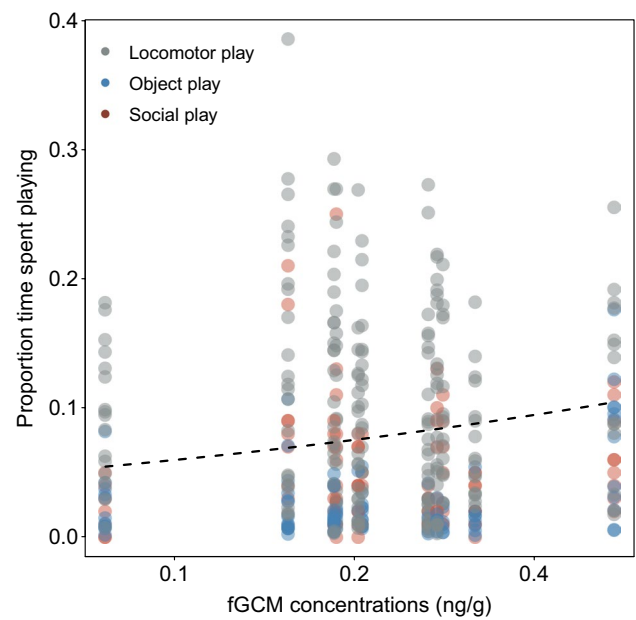 0.4
Locomotor play
Object play
Social play
0.3
0.2
0.1
0.0
Proportion time spent playing
0.1 0.2 0.4
fGCM concentrations (ng/g)